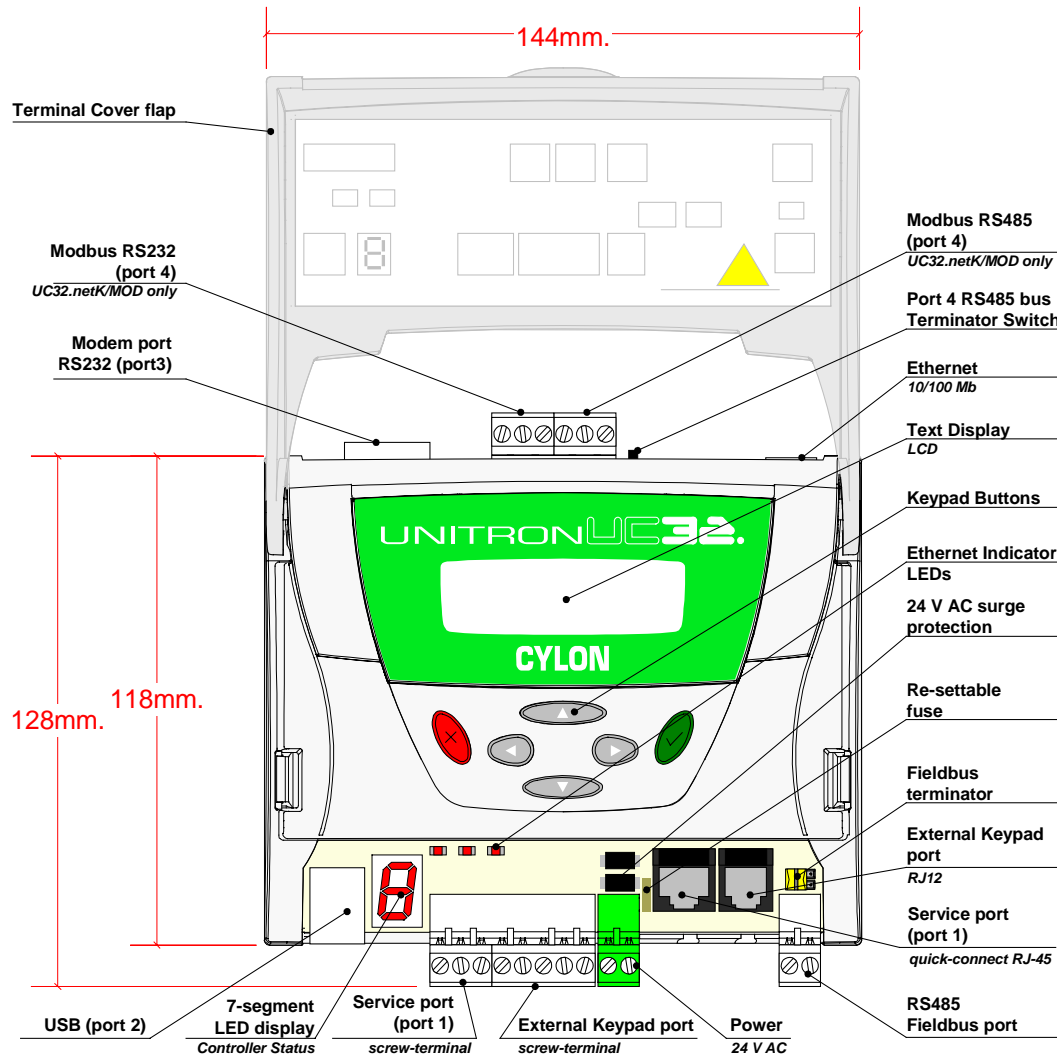 144mm.
Terminal Cover flap
Modbus RS232
(port 4)
UC32.netK/MOD only
Modem port
RS232 (port3)
Modbus RS485
(port 4)
UC32.netK/MOD only
Port 4 RS485 bus
Terminator Switch
Ethernet
10/100 Mb
Text Display
LCD
Keypad Buttons
Ethernet Indicator
LEDs
24 V AC surge
protection
Re-settable
fuse
Fieldbus
terminator
External Keypad
port
RJ12
Service port
(port 1)
quick-connect RJ-45
RS485
Fieldbus port
UNITRON UC32.
CYLON
118mm.
128mm.
8
8
USB (port 2)
7-segment
LED display
Controller Status
Service port
(port 1)
screw-terminal
External Keypad port
screw-terminal
Power
24 V AC